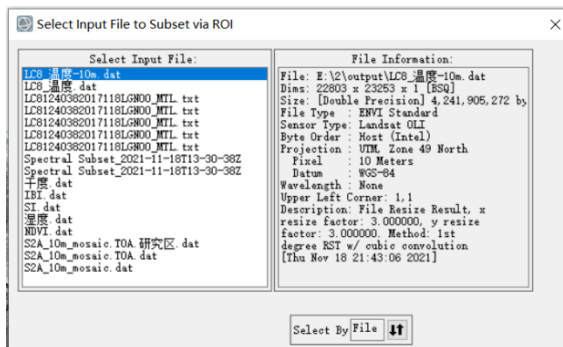 Select Input File to Subset via ROI
Select Input File:
LC8_温度-10m.dat
LC8_温度.dat
LC81240382017118LGN00_MTL.txt
LC81240382017118LGN00_MTL.txt
LC81240382017118LGN00_MTL.txt
LC81240382017118LGN00_MTL.txt
LC81240382017118LGN00_MTL.txt
Spectral Subset_2021-11-18T13-30-38Z
Spectral Subset_2021-11-18T13-30-38Z
干度.dat
IBI.dat
SI.dat
湿度.dat
NDVI.dat
S2A_10m_mosaic.TOA.研究区.dat
S2A_10m_mosaic.TOA.dat
S2A_10m_mosaic.dat
File Information:
File: E:\2\output\LC8_温度-10m.dat
Dims: 22803 x 23253 x 1 [BSQ]
Size: [Double Precision] 4,241,905,272 by
File Type : ENVI Standard
Sensor Type: Landsat OLI
Byte Order : Host (Intel)
Projection : UTM, Zone 49 North
Pixel : 10 Meters
Datum : WGS-84
Wavelength : None
Upper Left Corner: 1,1
Description: File Resize Result, x
resize factor: 3.000000, y resize
factor: 3.000000. Method: 1st
degree RST w/ cubic convolution
[Thu Nov 18 21:43:06 2021]
Select By File